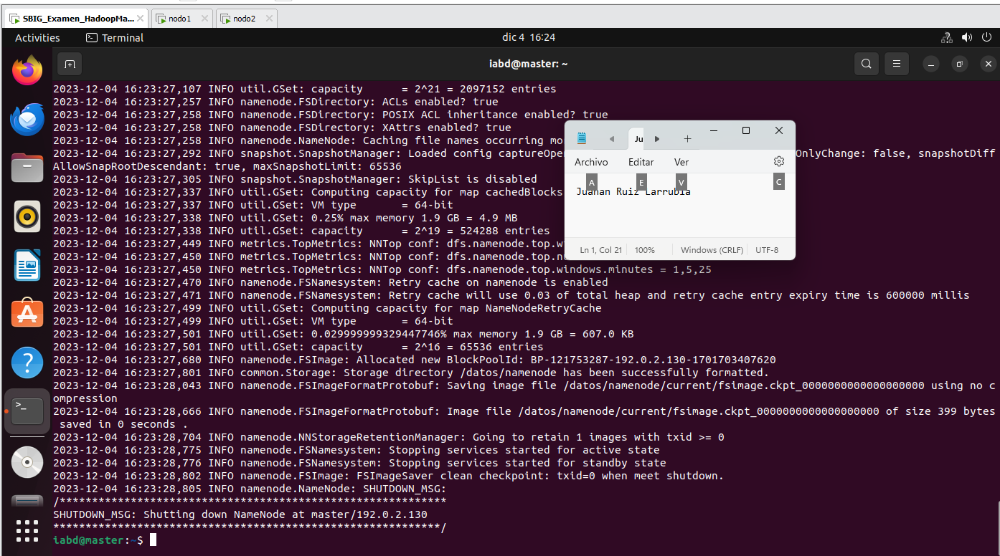 SBIG_Examen_HadoopMa... nodo1 nodo2
Activities Terminal dic 4 16:24
iabd@master: ~
2023-12-04 16:23:27,107 INFO util.GSet: capacity      = 2^21 = 2097152 entries
2023-12-04 16:23:27,257 INFO namenode.FSDirectory: ACLs enabled? true
2023-12-04 16:23:27,258 INFO namenode.FSDirectory: POSIX ACL inheritance enabled? true
2023-12-04 16:23:27,258 INFO namenode.FSDirectory: XAttrs enabled? true
2023-12-04 16:23:27,258 INFO namenode.NameNode: Caching file names occurring mo
2023-12-04 16:23:27,292 INFO snapshot.SnapshotManager: Loaded config captureOpe OnlyChange: false, snapshotDiff
AllowSnapRootDescendant: true, maxSnapshotLimit: 65536
2023-12-04 16:23:27,305 INFO snapshot.SnapshotManager: SkipList is disabled
2023-12-04 16:23:27,337 INFO util.GSet: Computing capacity for map cachedBlocks
2023-12-04 16:23:27,337 INFO util.GSet: VM type       = 64-bit
2023-12-04 16:23:27,338 INFO util.GSet: 0.25% max memory 1.9 GB = 4.9 MB
2023-12-04 16:23:27,338 INFO util.GSet: capacity      = 2^19 = 524288 entries
2023-12-04 16:23:27,449 INFO metrics.TopMetrics: NNTop conf: dfs.namenode.top.w
2023-12-04 16:23:27,450 INFO metrics.TopMetrics: NNTop conf: dfs.namenode.top.n
2023-12-04 16:23:27,450 INFO metrics.TopMetrics: NNTop conf: dfs.namenode.top.windows.minutes = 1,5,25
2023-12-04 16:23:27,470 INFO namenode.FSNamesystem: Retry cache on namenode is enabled
2023-12-04 16:23:27,471 INFO namenode.FSNamesystem: Retry cache will use 0.03 of total heap and retry cache entry expiry time is 600000 millis
2023-12-04 16:23:27,499 INFO util.GSet: Computing capacity for map NameNodeRetryCache
2023-12-04 16:23:27,499 INFO util.GSet: VM type       = 64-bit
2023-12-04 16:23:27,501 INFO util.GSet: 0.029999999329447746% max memory 1.9 GB = 607.0 KB
2023-12-04 16:23:27,501 INFO util.GSet: capacity      = 2^16 = 65536 entries
2023-12-04 16:23:27,680 INFO namenode.FSImage: Allocated new BlockPoolId: BP-121753287-192.0.2.130-1701703407620
2023-12-04 16:23:27,801 INFO common.Storage: Storage directory /datos/namenode has been successfully formatted.
2023-12-04 16:23:28,043 INFO namenode.FSImageFormatProtobuf: Saving image file /datos/namenode/current/fsimage.ckpt_0000000000000000000 using no c
ompression
2023-12-04 16:23:28,666 INFO namenode.FSImageFormatProtobuf: Image file /datos/namenode/current/fsimage.ckpt_0000000000000000000 of size 399 bytes
 saved in 0 seconds .
2023-12-04 16:23:28,704 INFO namenode.NNStorageRetentionManager: Going to retain 1 images with txid >= 0
2023-12-04 16:23:28,775 INFO namenode.FSNamesystem: Stopping services started for active state
2023-12-04 16:23:28,776 INFO namenode.FSNamesystem: Stopping services started for standby state
2023-12-04 16:23:28,802 INFO namenode.FSImage: FSImageSaver clean checkpoint: txid=0 when meet shutdown.
2023-12-04 16:23:28,805 INFO namenode.NameNode: SHUTDOWN_MSG:
/************************************************************
SHUTDOWN_MSG: Shutting down NameNode at master/192.0.2.130
************************************************************/
iabd@master:~$
Ju
Archivo Editar Ver
A E V C
Juanan Ruiz Larrubia
Ln 1, Col 21 100% Windows (CRLF) UTF-8